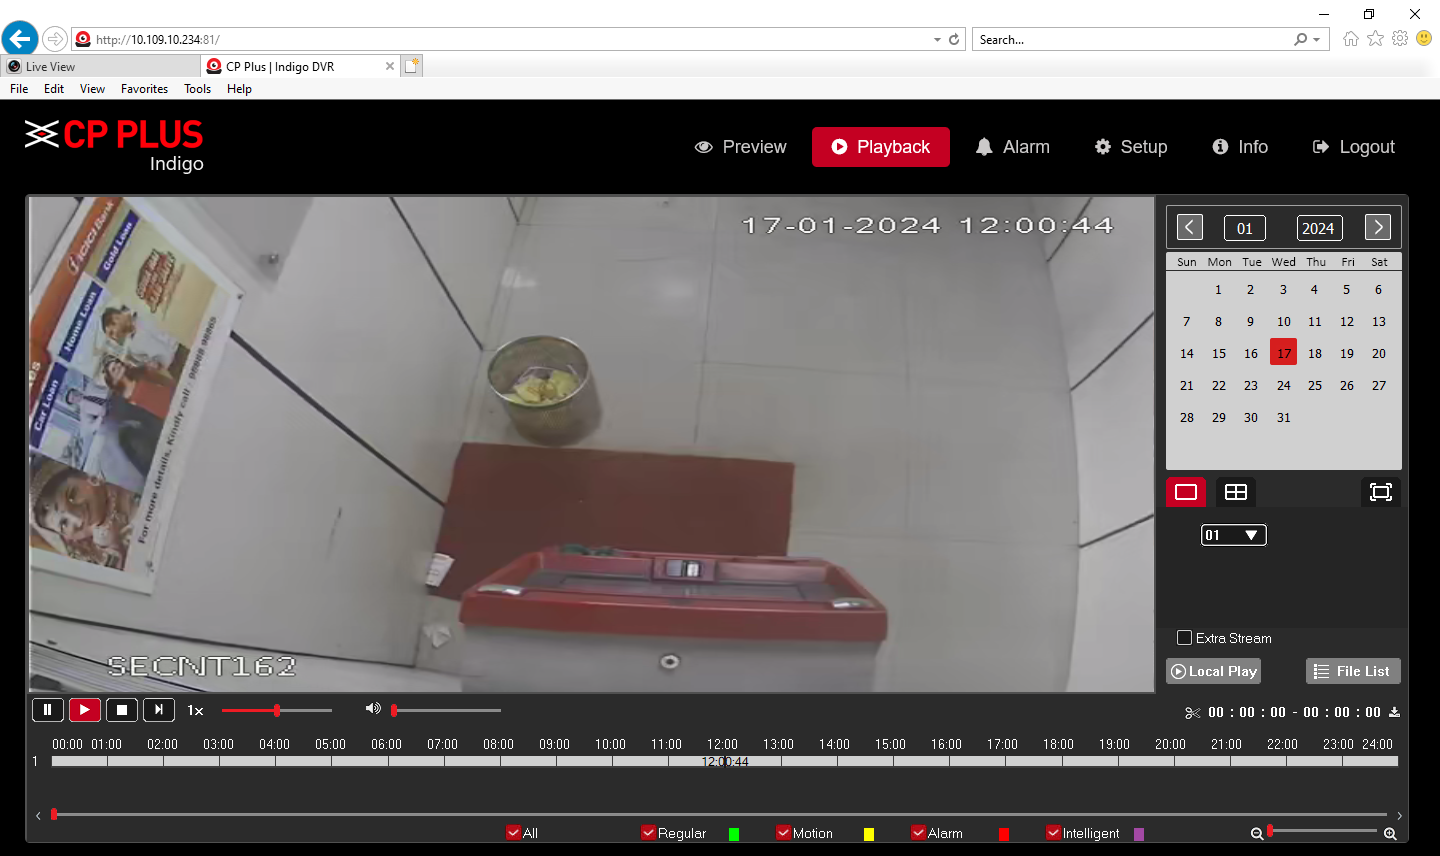 http://10.109.10.234:81/
Search...
Live View
CP Plus | Indigo DVR
File Edit View Favorites Tools Help
CP PLUS
Indigo
Preview Playback Alarm Setup Info Logout
17-01-2024 12:00:44
ICICI Bank
Gold Loan
Home Loan
Car Loan
For more details, Kindly call :
SECNT162
01 2024
Sun Mon Tue Wed Thu Fri Sat
1 2 3 4 5 6
7 8 9 10 11 12 13
14 15 16 17 18 19 20
21 22 23 24 25 26 27
28 29 30 31
01
Extra Stream
Local Play File List
1x
00 : 00 : 00 - 00 : 00 : 00
00:00 01:00 02:00 03:00 04:00 05:00 06:00 07:00 08:00 09:00 10:00 11:00 12:00 13:00 14:00 15:00 16:00 17:00 18:00 19:00 20:00 21:00 22:00 23:00 24:00
1 12:00:44
All Regular Motion Alarm Intelligent